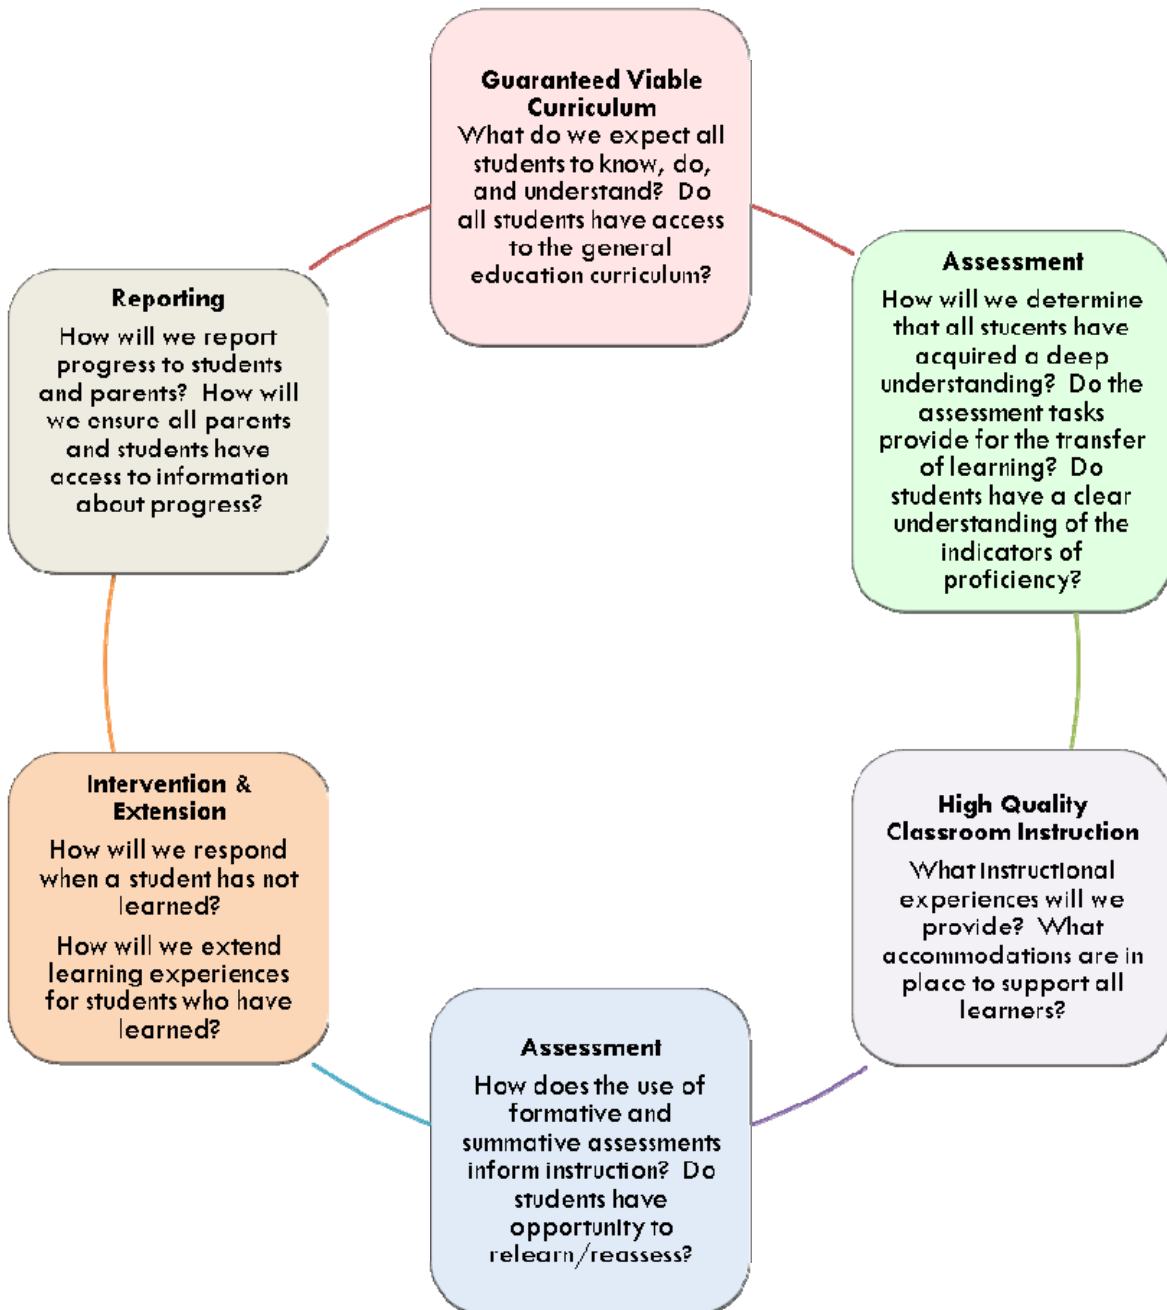 Guaranteed Viable
Curriculum
What do we expect all
students to know, do,
and understand?  Do
all students have access
to the general
education curriculum?
Assessment
How will we determine
that all stucents have
acquired a deep
understanding?  Do the
assessment tasks
provide for the transfer
of learning?  Do
students have a clear
understanding of the
indicators of
proficiency?
High Quality
Classroom Instruction
What instructional
experiences will we
provide?  What
accommodations are in
place to support all
learners?
Assessment
How does the use of
formative and
summative assessments
inform instruction?  Do
students have
opportunity to
relearn/reassess?
Intervention &
Extension
How will we respond
when a student has not
learned?
How will we extend
learning experiences
for students who have
learned?
Reporting
How will we report
progress to students
and parents?  How will
we ensure all parents
and students have
access to information
about progress?